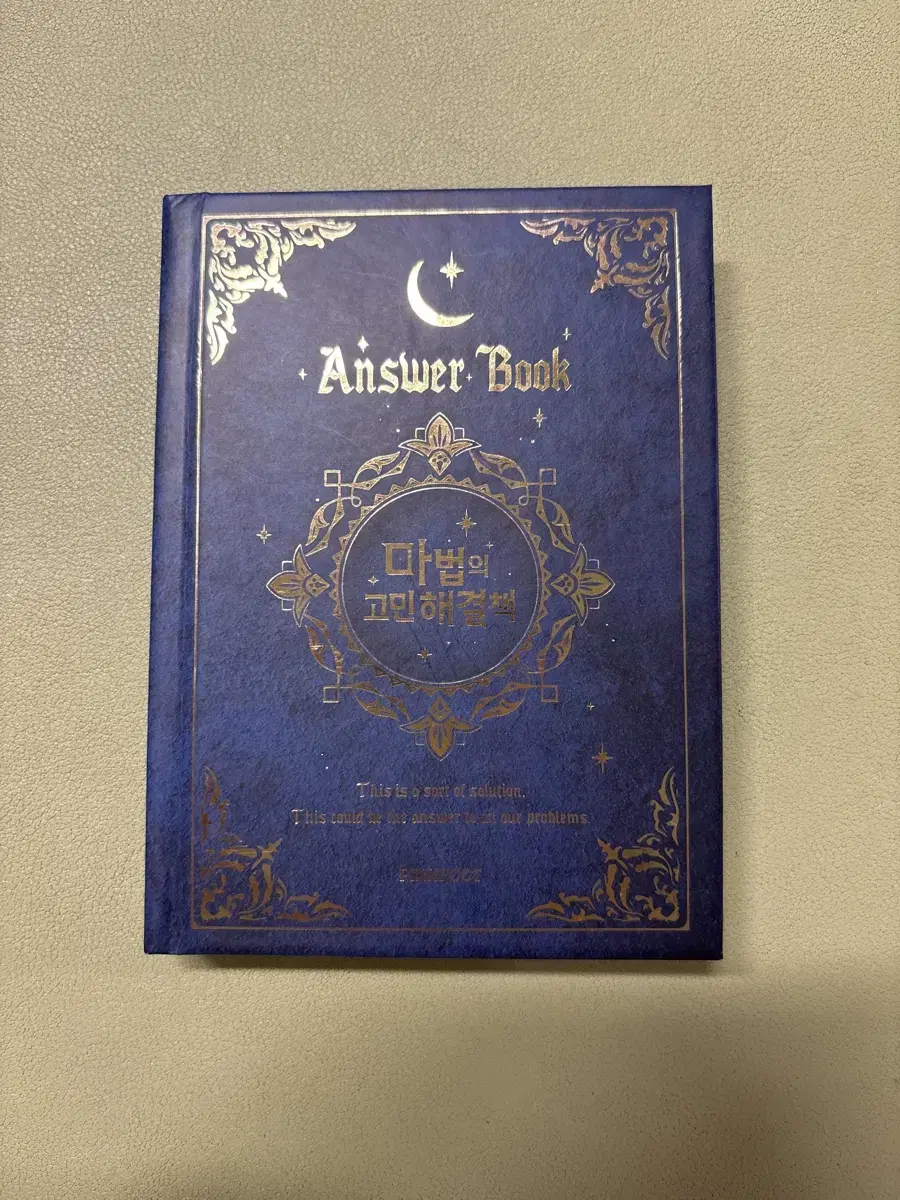 Answer Book
마법의
고민해결책
This is a sort of solution.
This could be the answer to all our problems.